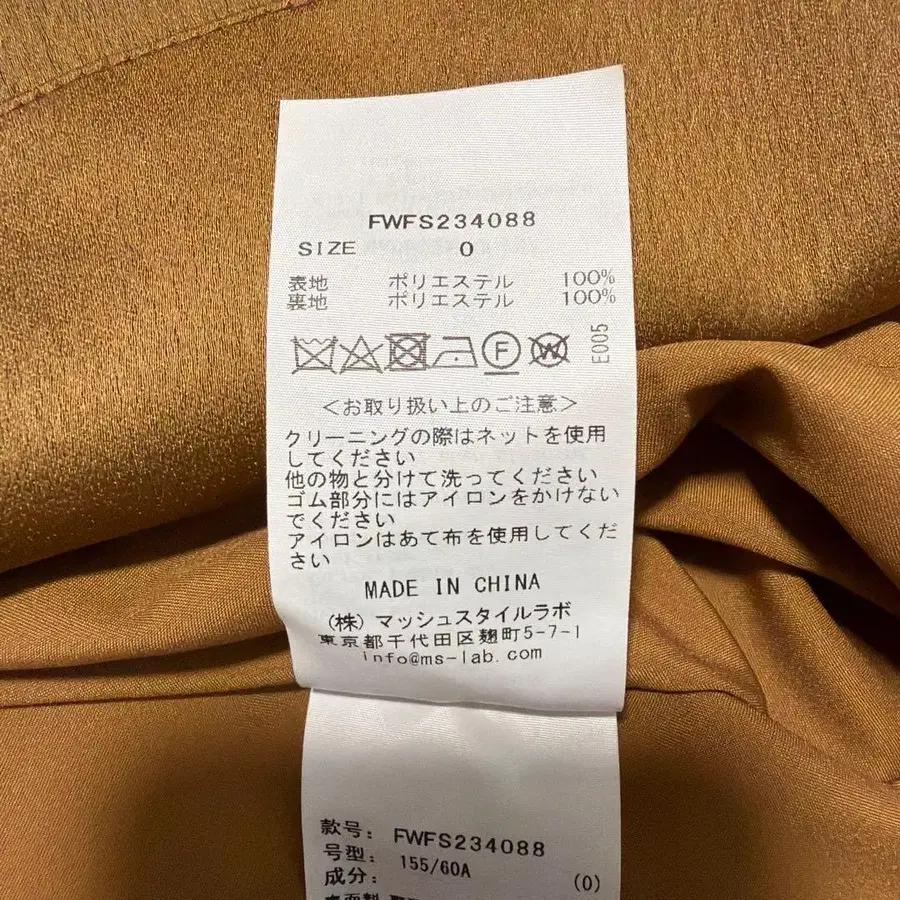 FWFS234088
SIZE 0
表地 ポリエステル 100%
裏地 ポリエステル 100%
F W E005
＜お取り扱い上のご注意＞
クリーニングの際はネットを使用
してください
他の物と分けて洗ってください
ゴム部分にはアイロンをかけない
でください
アイロンはあて布を使用してくだ
さい
MADE IN CHINA
(株) マッシュスタイルラボ
東京都千代田区麹町5-7-1
info@ms-lab.com
款号: FWFS234088
号型: 155/60A
成分: (0)